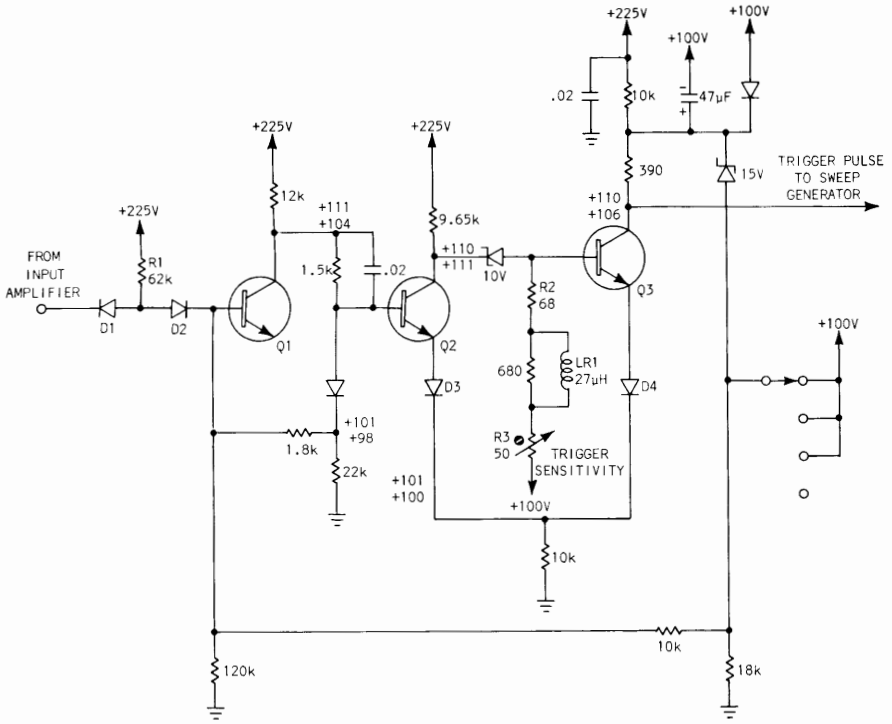 +225V
+100V
+100V
.02
10k
47µF
-
+
+225V
+225V
390
15V
TRIGGER PULSE
TO SWEEP
GENERATOR
12k
+111
+104
9.65k
+110
+106
+225V
R1
62k
1.5k
.02
+110
+111
10V
Q3
FROM
INPUT
AMPLIFIER
D1
D2
Q1
Q2
R2
68
+100V
D3
680
LR1
27µH
D4
+101
+98
1.8k
22k
R3
50
TRIGGER
SENSITIVITY
+101
+100
+100V
10k
10k
120k
18k